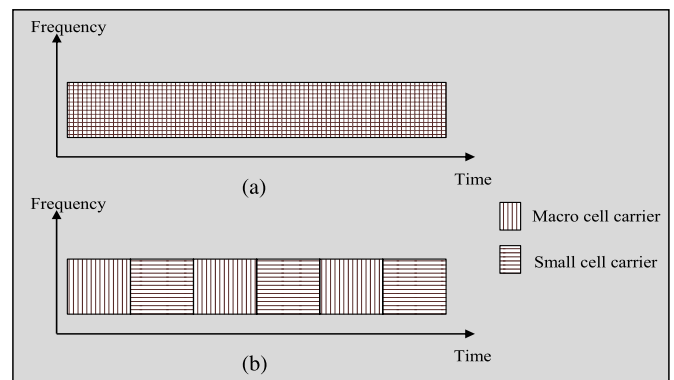 Frequency
Time
(a)
Frequency
Macro cell carrier
Small cell carrier
Time
(b)